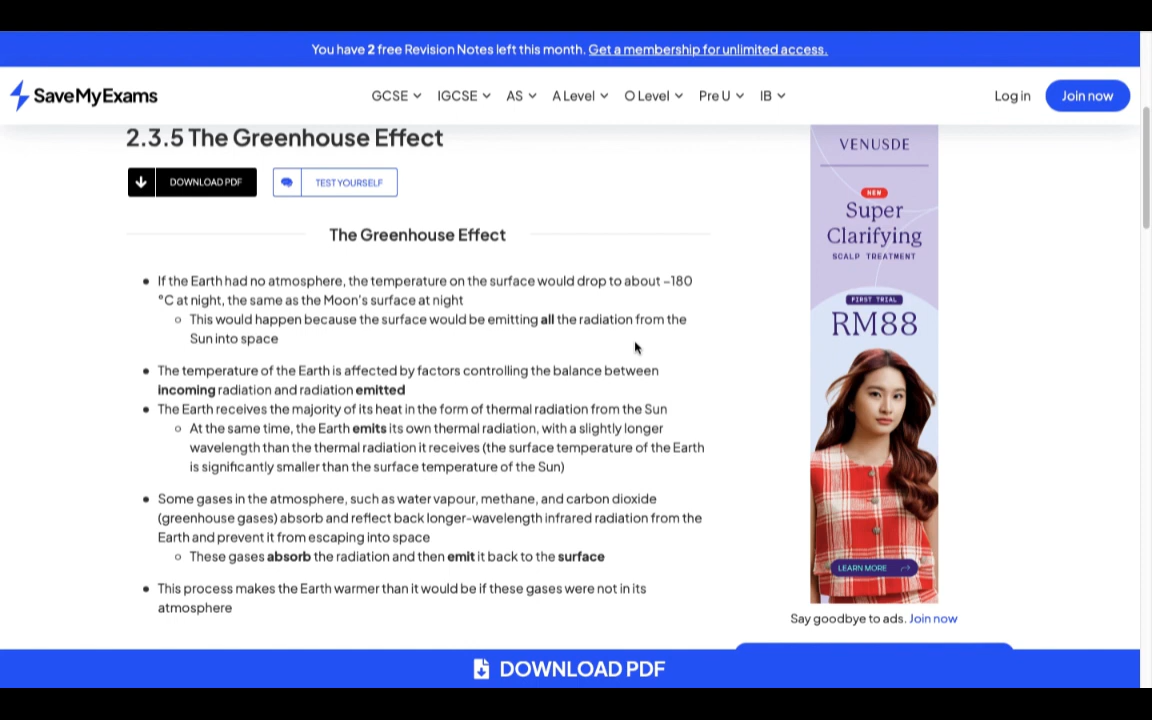 You have 2 free Revision Notes left this month. Get a membership for unlimited access.
SaveMyExams
GCSE IGCSE AS A Level O Level Pre U IB
Log in
Join now
2.3.5 The Greenhouse Effect
DOWNLOAD PDF
TEST YOURSELF
The Greenhouse Effect
If the Earth had no atmosphere, the temperature on the surface would drop to about –180
°C at night, the same as the Moon's surface at night
This would happen because the surface would be emitting all the radiation from the
Sun into space
The temperature of the Earth is affected by factors controlling the balance between
incoming radiation and radiation emitted
The Earth receives the majority of its heat in the form of thermal radiation from the Sun
At the same time, the Earth emits its own thermal radiation, with a slightly longer
wavelength than the thermal radiation it receives (the surface temperature of the Earth
is significantly smaller than the surface temperature of the Sun)
Some gases in the atmosphere, such as water vapour, methane, and carbon dioxide
(greenhouse gases) absorb and reflect back longer-wavelength infrared radiation from the
Earth and prevent it from escaping into space
These gases absorb the radiation and then emit it back to the surface
This process makes the Earth warmer than it would be if these gases were not in its
atmosphere
VENUSDE
NEW
Super
Clarifying
SCALP TREATMENT
FIRST TRIAL
RM88
LEARN MORE
Say goodbye to ads. Join now
DOWNLOAD PDF